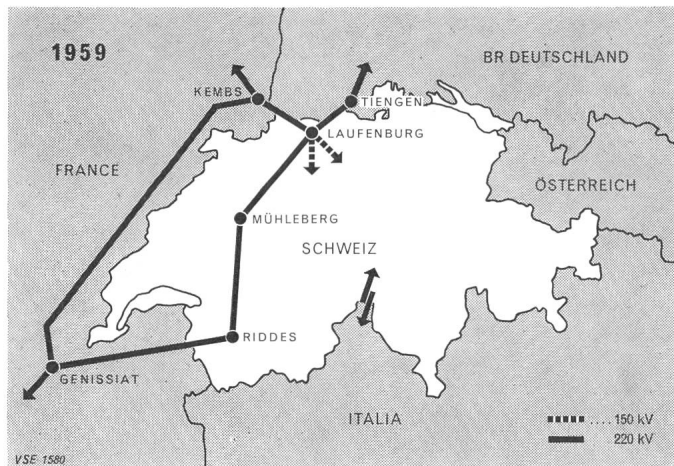 1959
BR DEUTSCHLAND
KEMBS
TIENGEN
LAUFENBURG
FRANCE
ÖSTERREICH
MÜHLEBERG
SCHWEIZ
RIDDES
GENISSIAT
ITALIA
.... 150 kV
220 kV
VSE 1580